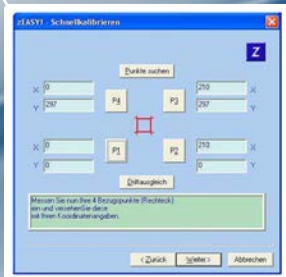 zEASY! - Schnellkalibrieren
Z
Punkte suchen
X 0 P4 P3 210 X
Y 297 297 Y
X 0 P1 P2 210 X
Y 0 0 Y
Driftausgleich
Messen Sie nun Ihre 4 Bezugspunkte (Rechteck)
ein und versehen Sie diese
mit Ihren Koordinatenangaben.
< Zurück Weiter > Abbrechen